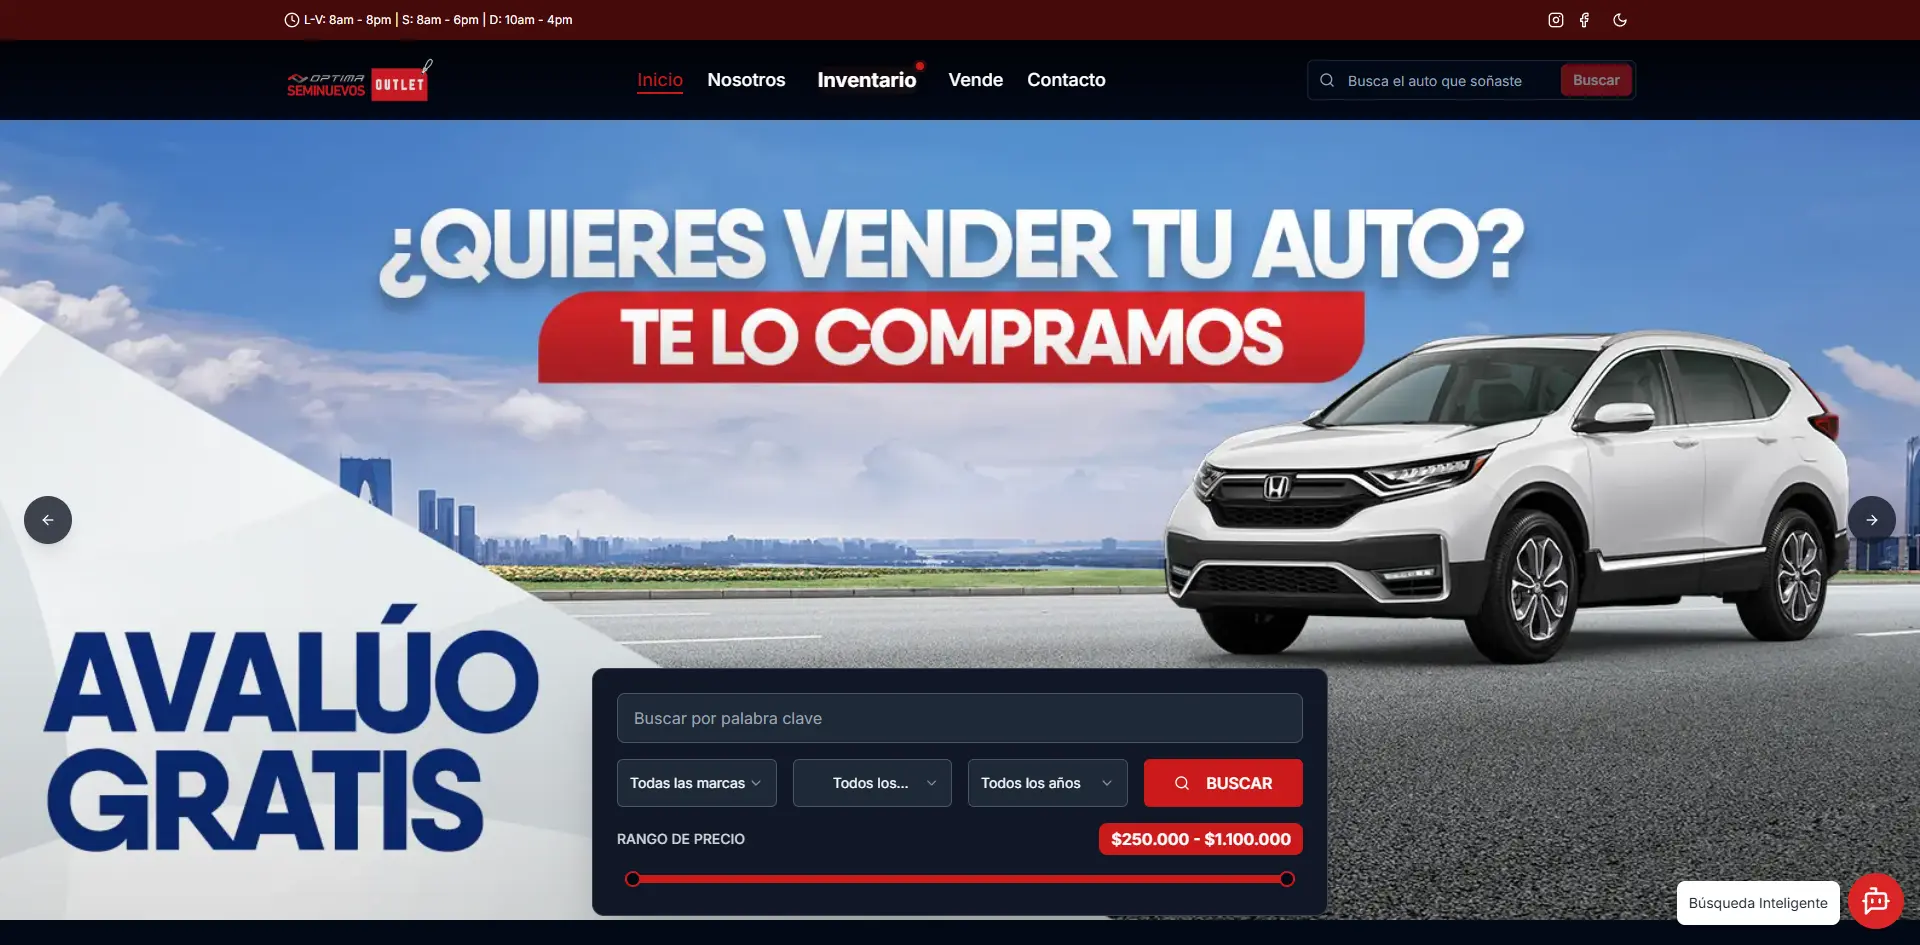 L-V: 8am - 8pm | S: 8am - 6pm | D: 10am - 4pm
OPTIMA
SEMINUEVOS
OUTLET
Inicio
Nosotros
Inventario
Vende
Contacto
Busca el auto que soñaste
Buscar
¿QUIERES VENDER TU AUTO?
TE LO COMPRAMOS
AVALÚO
GRATIS
Buscar por palabra clave
Todas las marcas
Todos los...
Todos los años
BUSCAR
RANGO DE PRECIO
$250.000 - $1.100.000
Búsqueda Inteligente